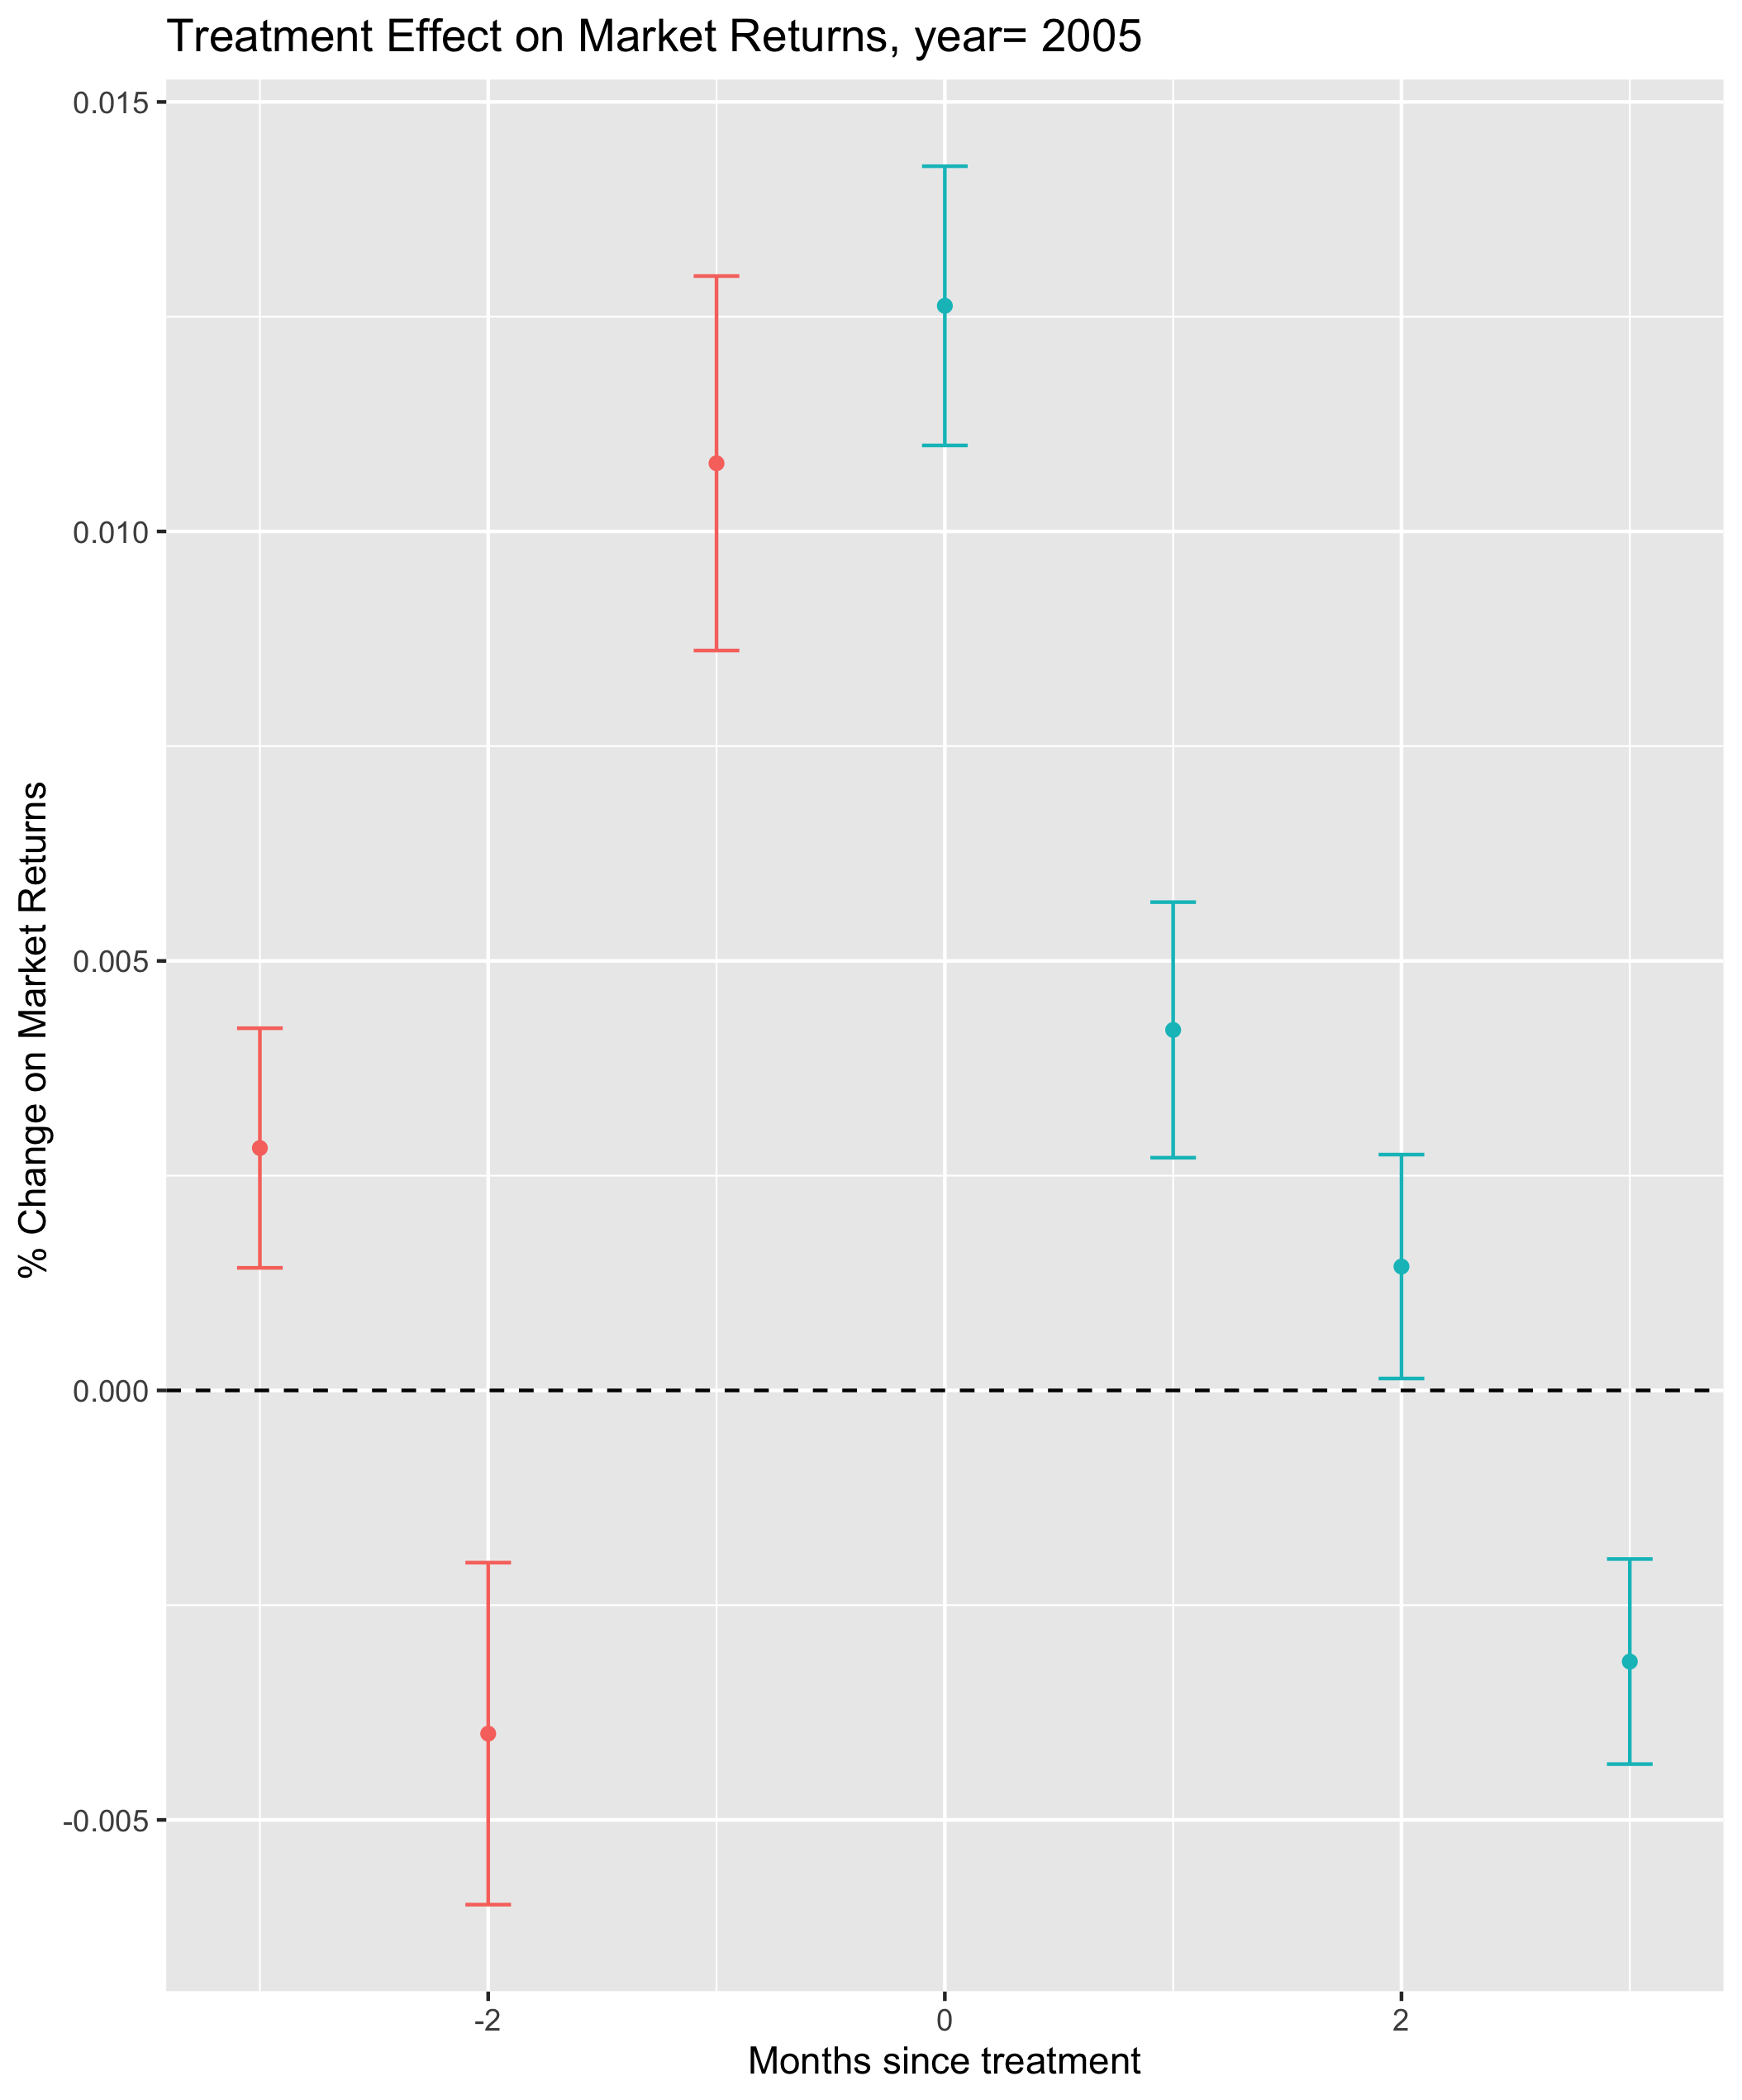 Treatment Effect on Market Returns, year= 2005
0.015
0.010
0.005
0.000
-0.005
% Change on Market Returns
-2
0
2
Months since treatment